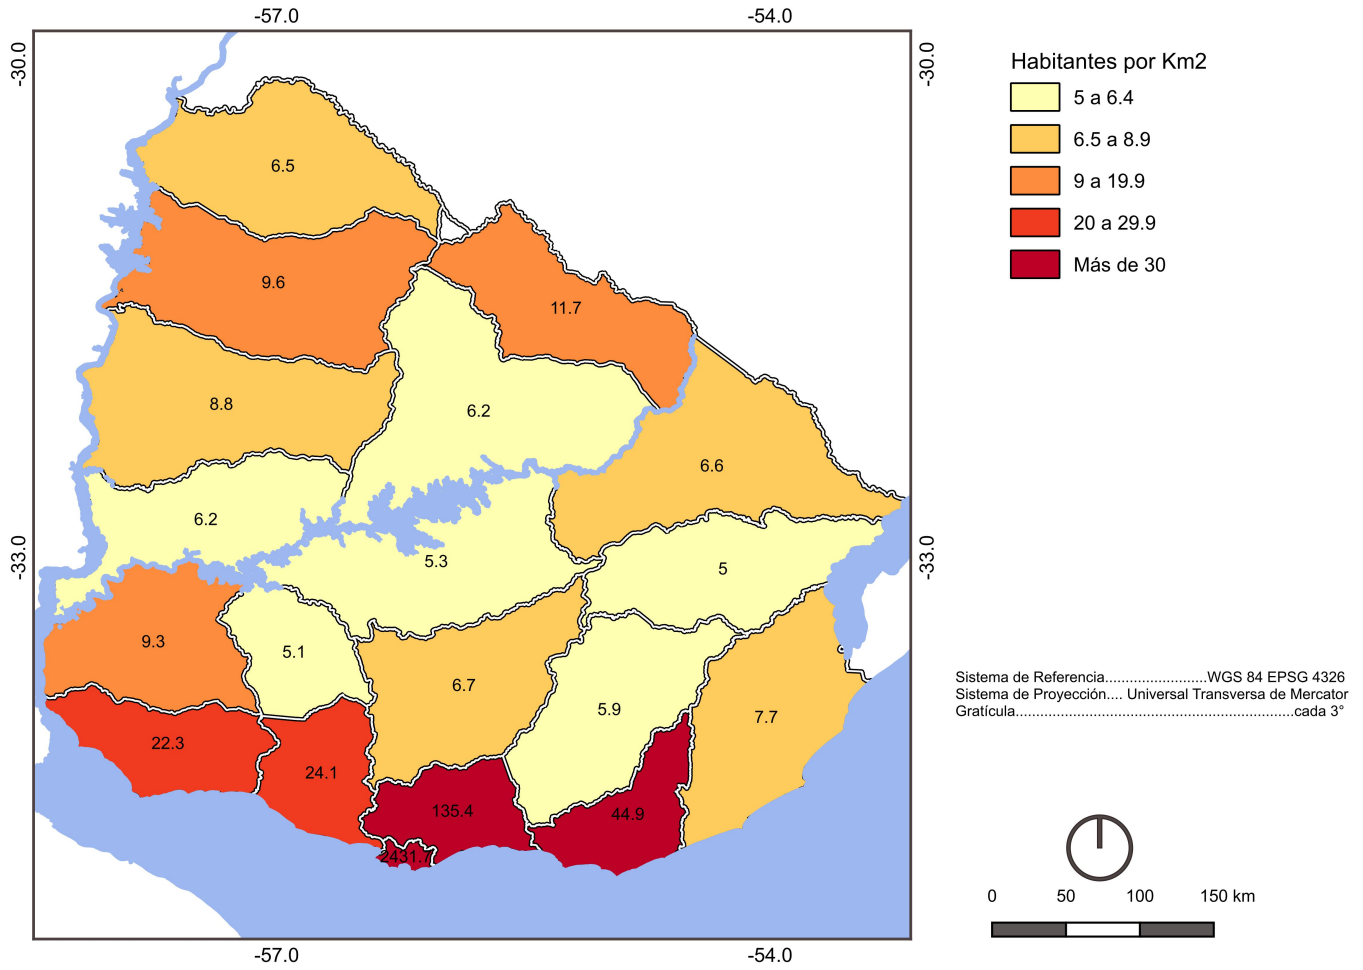 -57.0
-54.0
-30.0
-30.0
Habitantes por Km2
5 a 6.4
6.5 a 8.9
9 a 19.9
20 a 29.9
Más de 30
6.5
9.6
11.7
8.8
6.2
6.6
6.2
5.3
5
-33.0
-33.0
9.3
5.1
6.7
5.9
7.7
22.3
24.1
135.4
44.9
2431.7
Sistema de Referencia.........................WGS 84 EPSG 4326
Sistema de Proyección.... Universal Transversa de Mercator
Gratícula....................................................................cada 3°
0 50 100 150 km
-57.0
-54.0